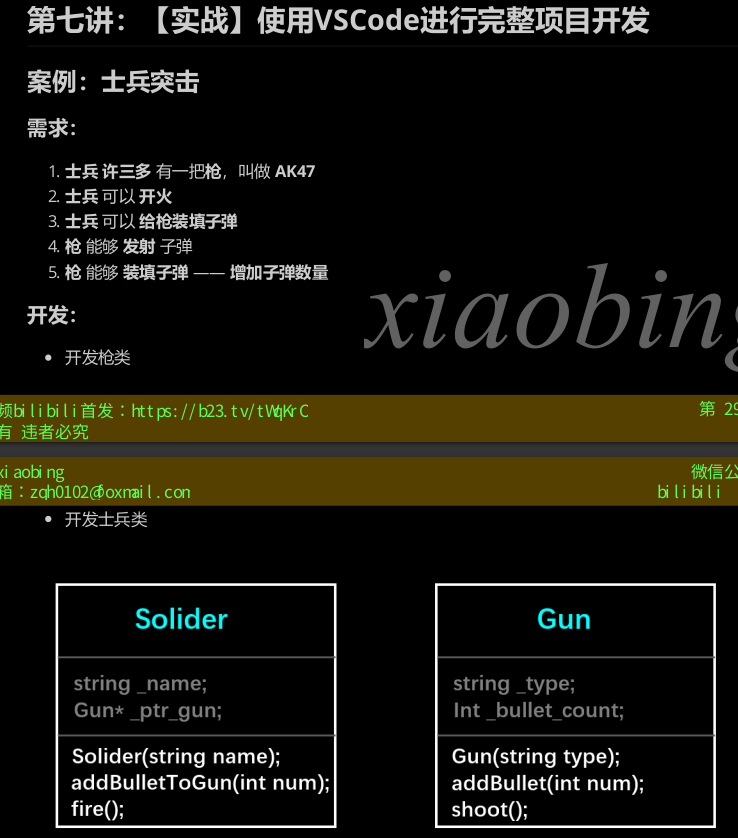 第七讲：【实战】使用VSCode进行完整项目开发
案例：士兵突击
需求：
1. 士兵 许三多 有一把枪，叫做 AK47
2. 士兵 可以 开火
3. 士兵 可以 给枪装填子弹
4. 枪 能够 发射 子弹
5. 枪 能够 装填子弹 —— 增加子弹数量
xiaobing
开发：
• 开发枪类
频bilibili首发：https://b23.tv/tWqKrC
第 29
有 违者必究
xiaobing
微信公
箱：zqh0102@foxmail.com
bilibili
• 开发士兵类
Solider
string _name;
Gun* _ptr_gun;
Solider(string name);
addBulletToGun(int num);
fire();
Gun
string _type;
Int _bullet_count;
Gun(string type);
addBullet(int num);
shoot();